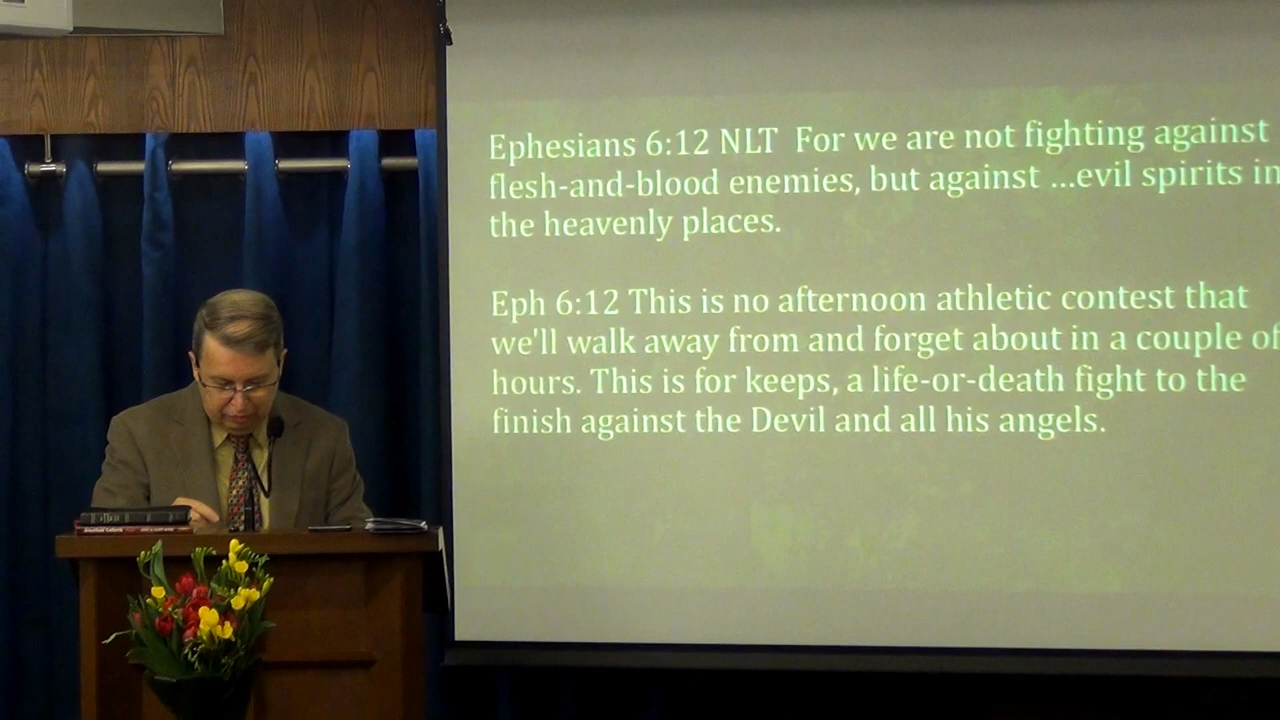 Ephesians 6:12 NLT For we are not fighting against
flesh-and-blood enemies, but against ...evil spirits in
the heavenly places.
Eph 6:12 This is no afternoon athletic contest that
we'll walk away from and forget about in a couple of
hours. This is for keeps, a life-or-death fight to the
finish against the Devil and all his angels.